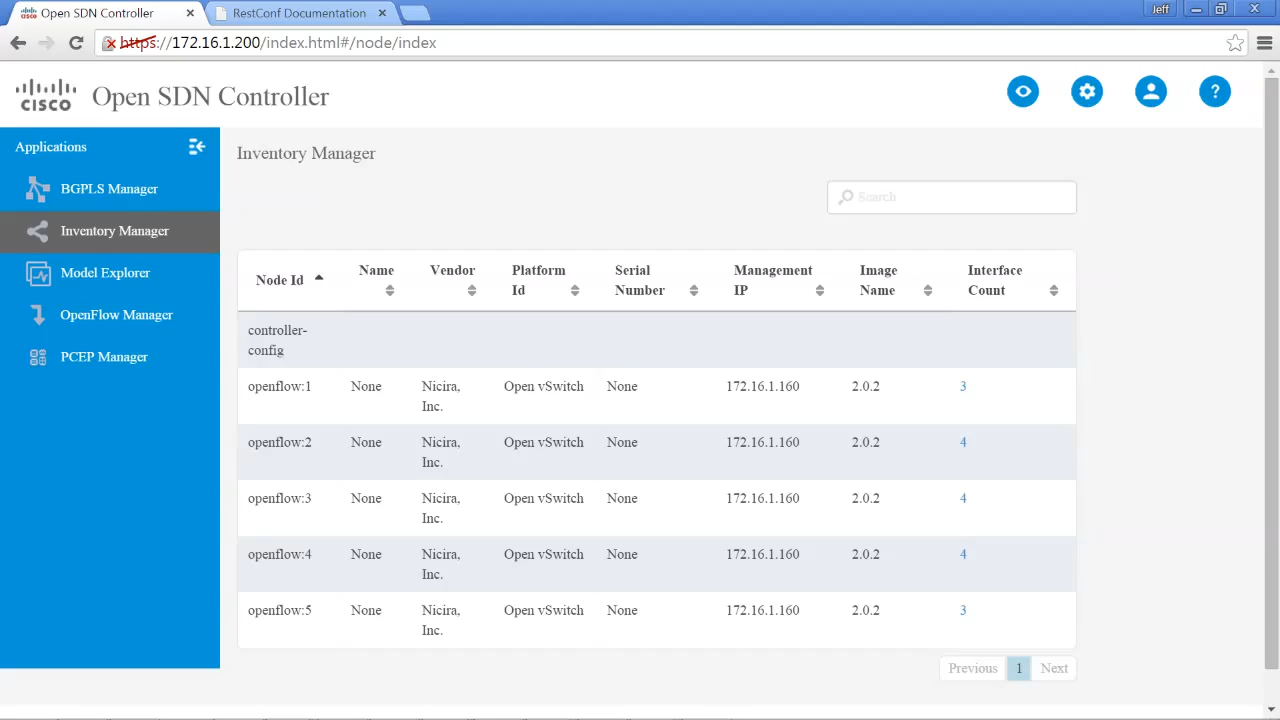 Open SDN Controller
RestConf Documentation
Jeff
https://172.16.1.200/index.html#/node/index
CISCO Open SDN Controller
?
Applications
BGPLS Manager
Inventory Manager
Model Explorer
OpenFlow Manager
PCEP Manager
Inventory Manager
Search
Node Id Name Vendor Platform Id Serial Number Management IP Image Name Interface Count
controller-config
openflow:1 None Nicira, Inc. Open vSwitch None 172.16.1.160 2.0.2 3
openflow:2 None Nicira, Inc. Open vSwitch None 172.16.1.160 2.0.2 4
openflow:3 None Nicira, Inc. Open vSwitch None 172.16.1.160 2.0.2 4
openflow:4 None Nicira, Inc. Open vSwitch None 172.16.1.160 2.0.2 4
openflow:5 None Nicira, Inc. Open vSwitch None 172.16.1.160 2.0.2 3
Previous 1 Next